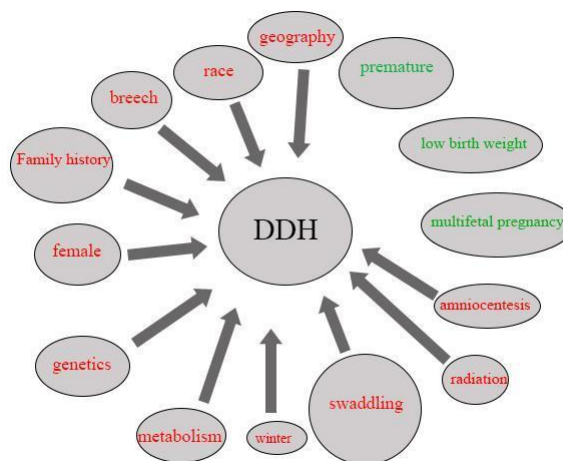 geography
premature
race
breech
low birth weight
Family history
multifetal pregnancy
DDH
female
amniocentesis
genetics
radiation
swaddling
metabolism
winter